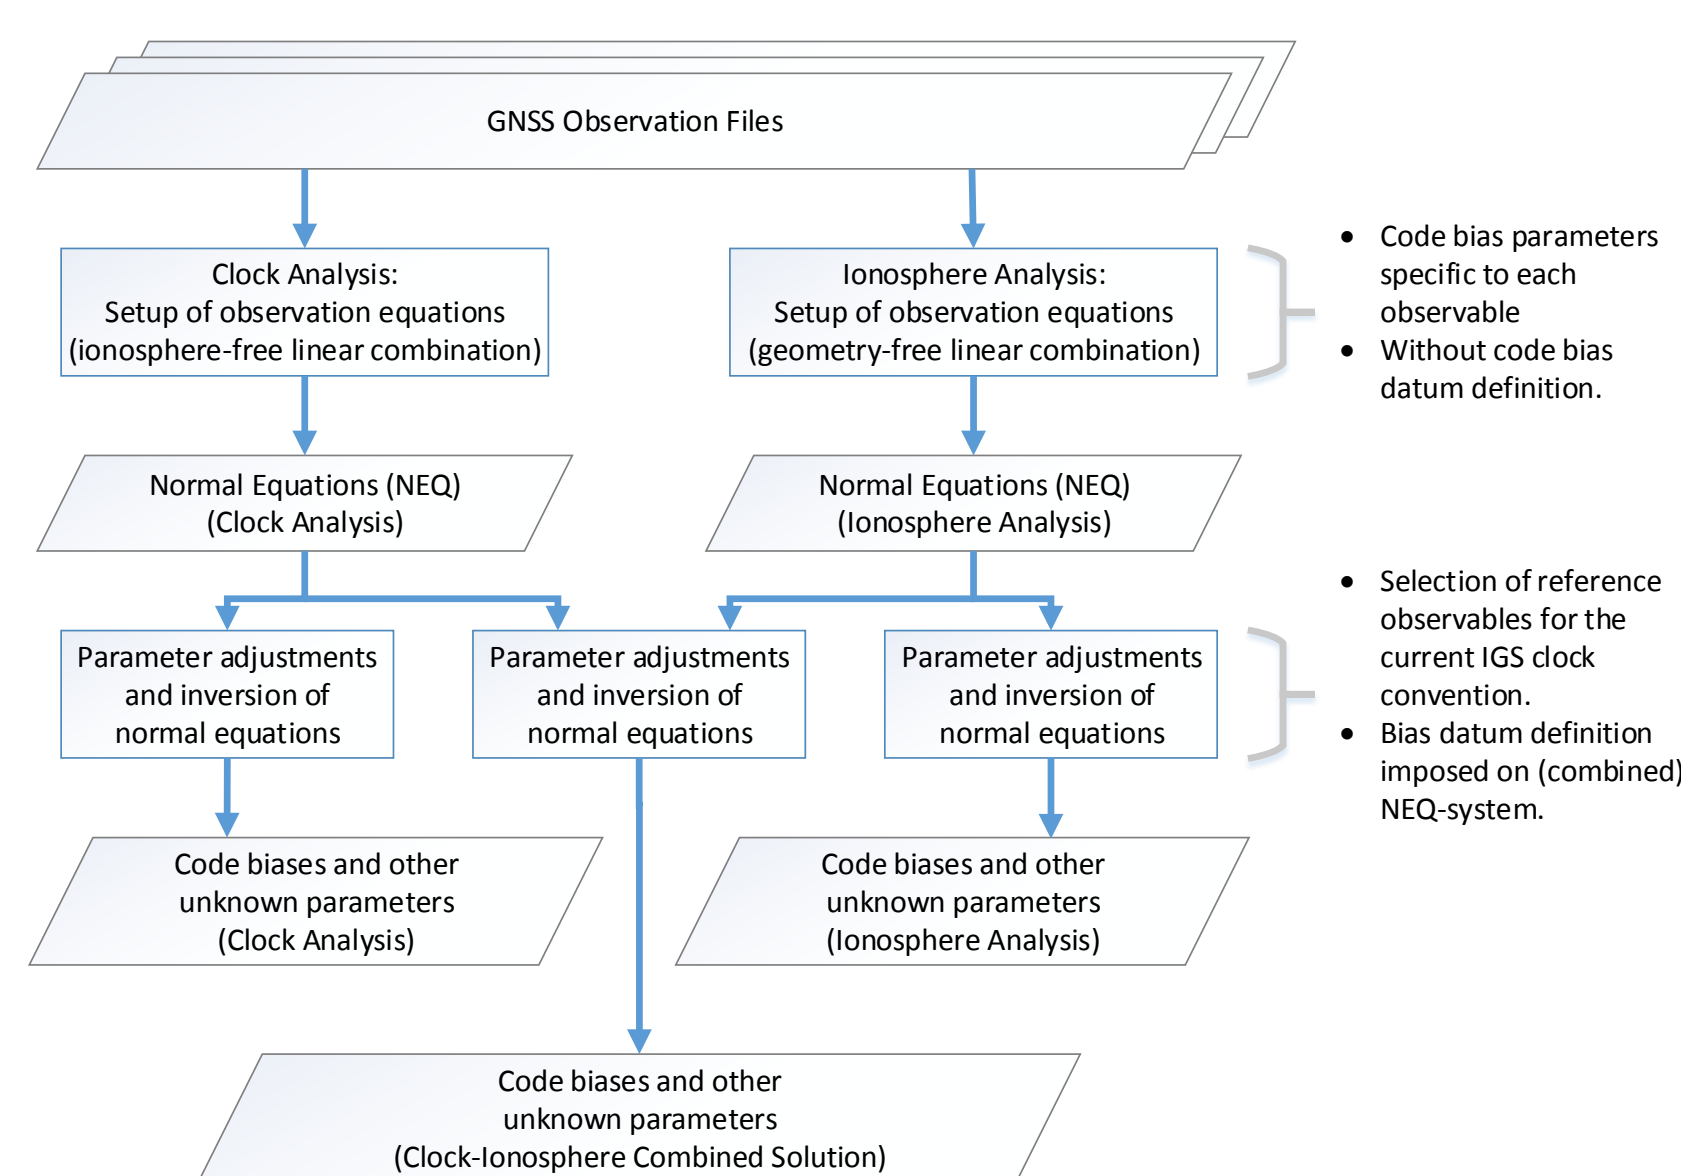 GNSS Observation Files
Clock Analysis:
Setup of observation equations
(ionosphere-free linear combination)
Ionosphere Analysis:
Setup of observation equations
(geometry-free linear combination)
• Code bias parameters
specific to each
observable
• Without code bias
datum definition.
Normal Equations (NEQ)
(Clock Analysis)
Normal Equations (NEQ)
(Ionosphere Analysis)
Parameter adjustments
and inversion of
normal equations
Parameter adjustments
and inversion of
normal equations
Parameter adjustments
and inversion of
normal equations
• Selection of reference
observables for the
current IGS clock
convention.
• Bias datum definition
imposed on (combined)
NEQ-system.
Code biases and other
unknown parameters
(Clock Analysis)
Code biases and other
unknown parameters
(Ionosphere Analysis)
Code biases and other
unknown parameters
(Clock-Ionosphere Combined Solution)